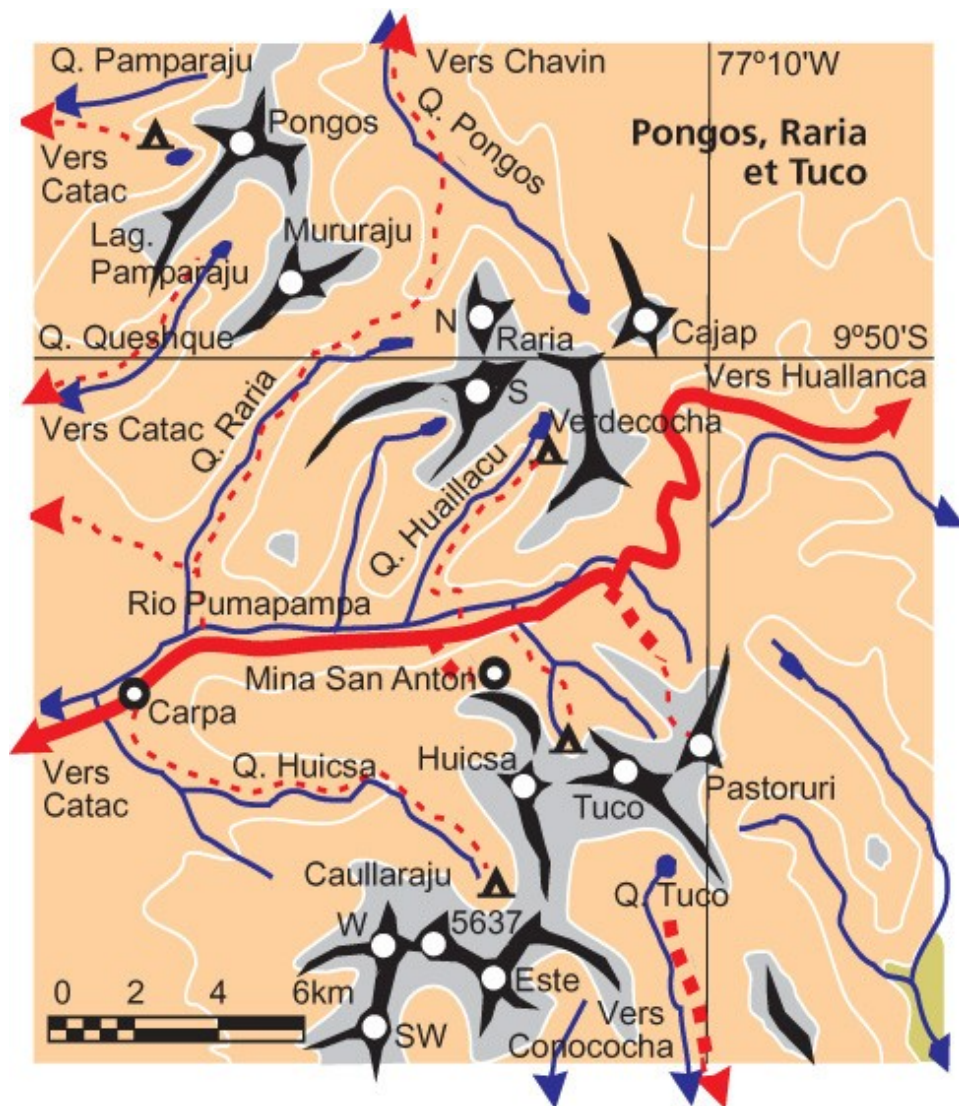 Q. Pamparaju
Vers Chavin
77º10'W
Pongos
Q. Pongos
Pongos, Raria
et Tuco
Vers
Catac
Lag.
Pamparaju
Mururaju
N
Raria
Cajap
Q. Queshque
9º50'S
Vers Huallanca
S
Vers Catac
Q. Raria
Verdecocha
Q. Huaillacu
Rio Pumapampa
Mina San Anton
Carpa
Vers
Catac
Q. Huicsa
Huicsa
Tuco
Pastoruri
Caullaraju
Q. Tuco
W
5637
Este
0 2 4 6km
SW
Vers
Conococha